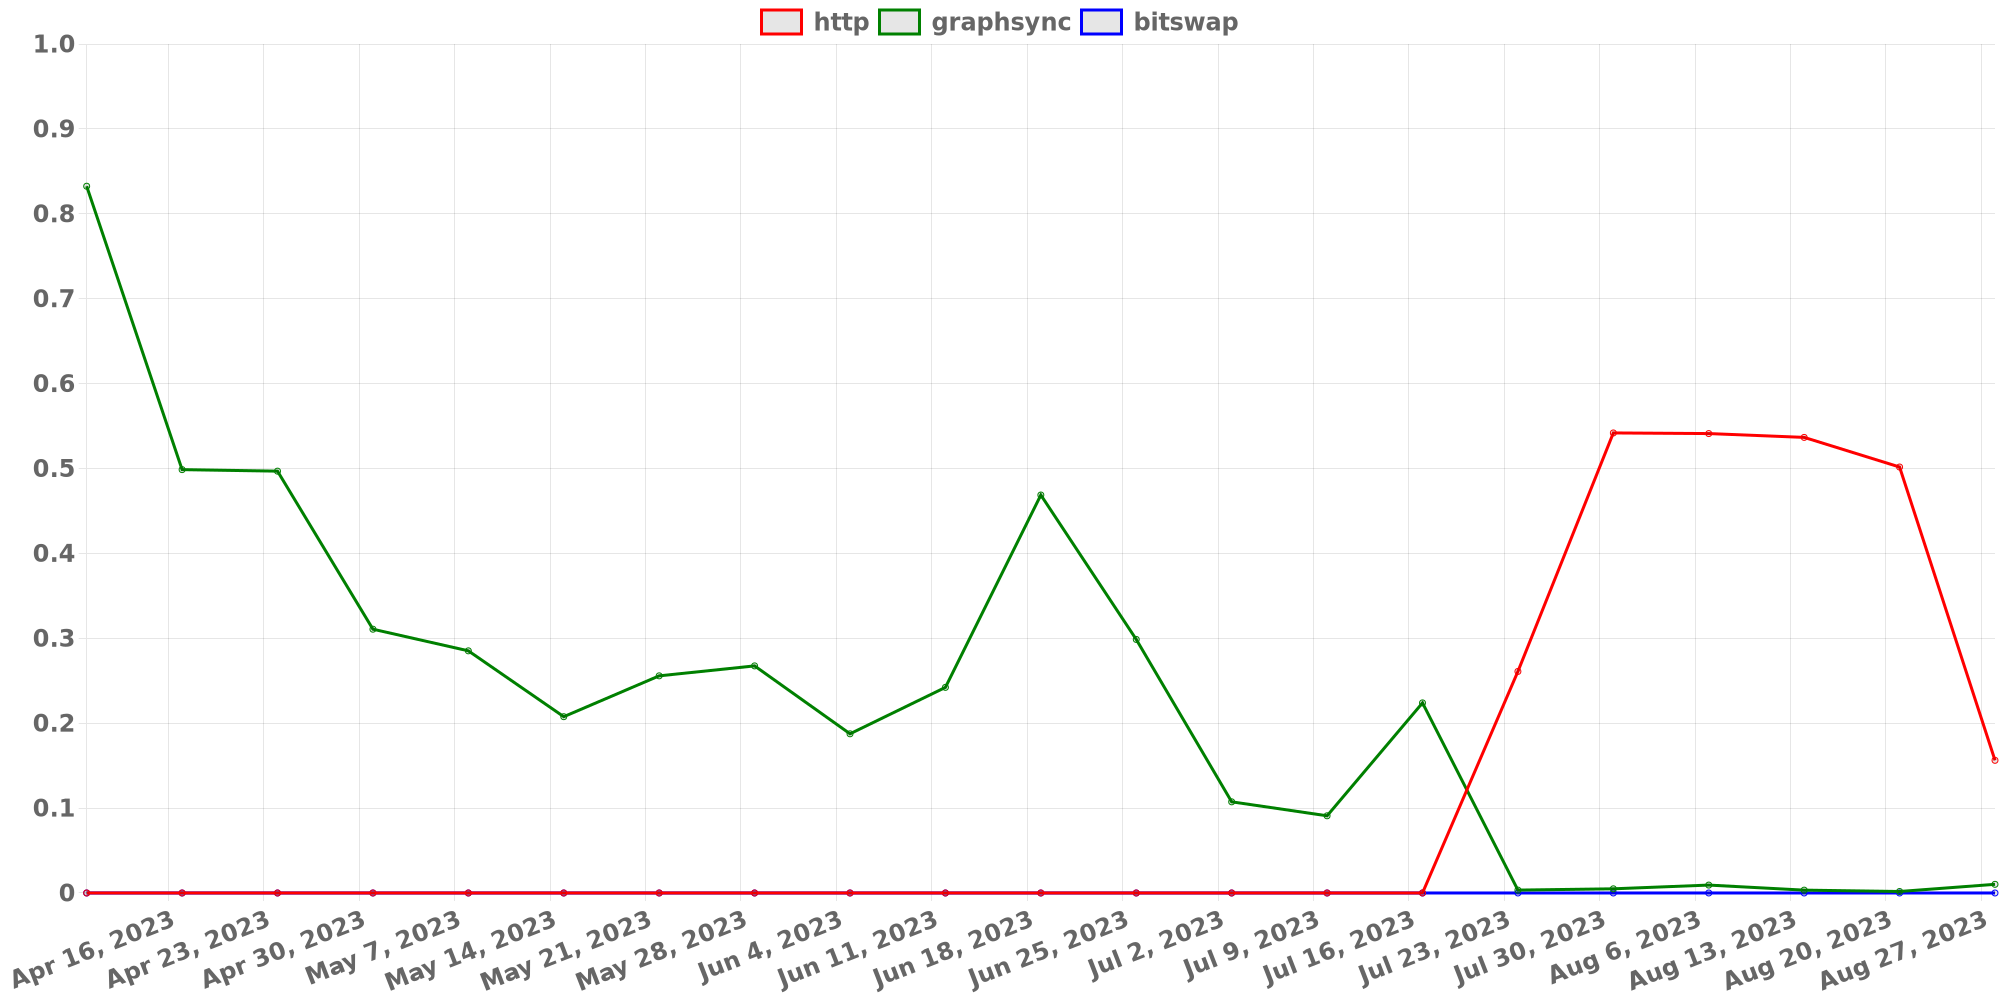 http graphsync bitswap
1.0
0.9
0.8
0.7
0.6
0.5
0.4
0.3
0.2
0.1
0
Apr 16, 2023
Apr 23, 2023
Apr 30, 2023
May 7, 2023
May 14, 2023
May 21, 2023
May 28, 2023
Jun 4, 2023
Jun 11, 2023
Jun 18, 2023
Jun 25, 2023
Jul 2, 2023
Jul 9, 2023
Jul 16, 2023
Jul 23, 2023
Jul 30, 2023
Aug 6, 2023
Aug 13, 2023
Aug 20, 2023
Aug 27, 2023